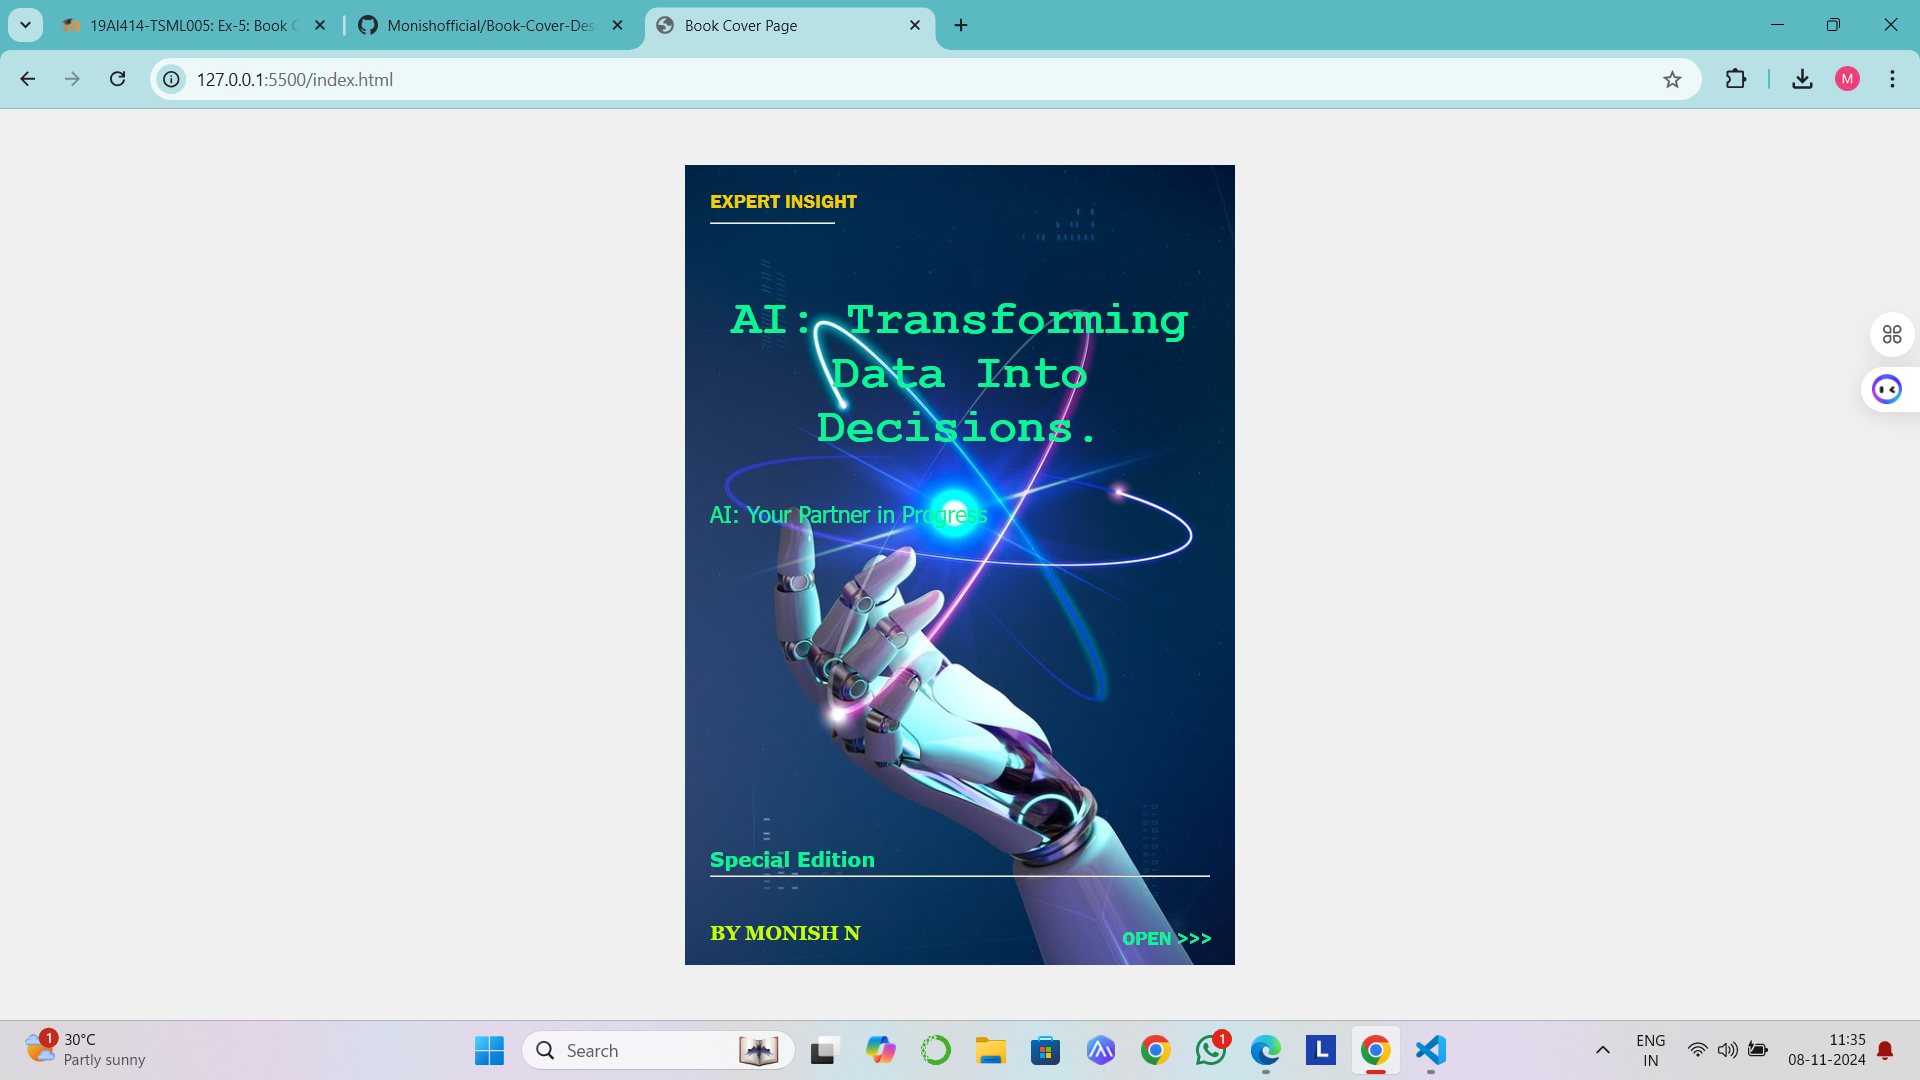 19AI414-TSML005: Ex-5: Book C
Monishofficial/Book-Cover-Des
Book Cover Page
127.0.0.1:5500/index.html
M
EXPERT INSIGHT
AI: Transforming
Data Into
Decisions.
AI: Your Partner in Progress
Special Edition
BY MONISH N
OPEN >>>
1
30°C
Partly sunny
Search
L
1
ENG
IN
11:35
08-11-2024